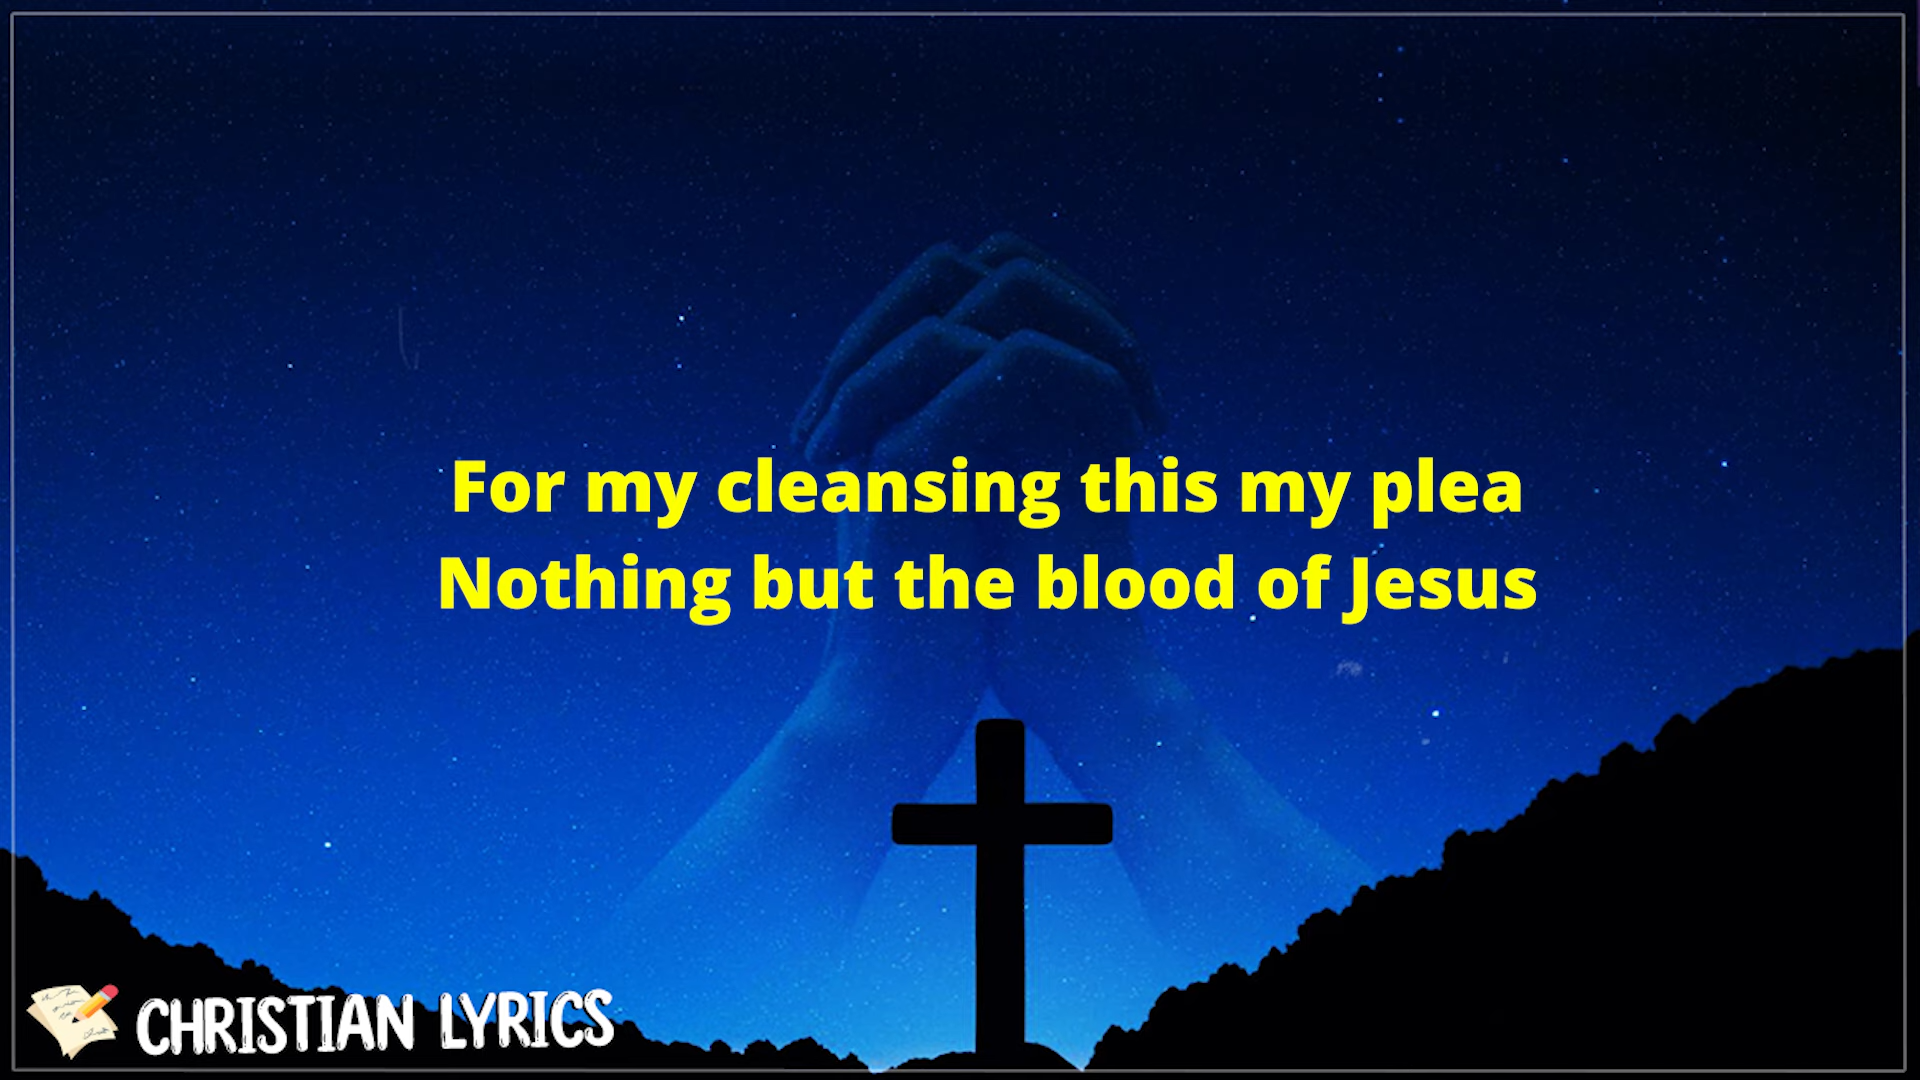 For my cleansing this my plea
Nothing but the blood of Jesus
CHRISTIAN LYRICS